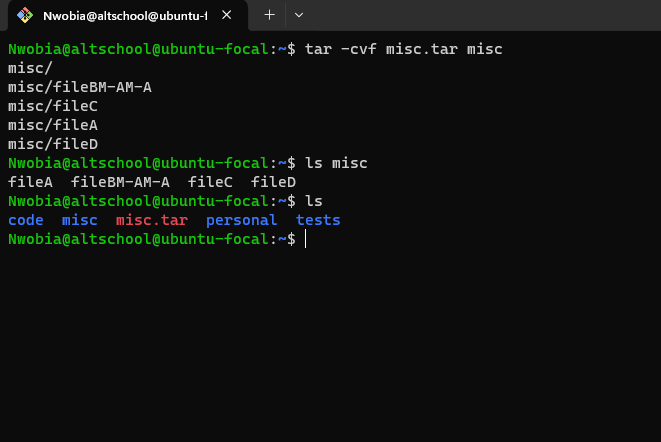 Nwobia@altschool@ubuntu-f
Nwobia@altschool@ubuntu-focal:~$ tar -cvf misc.tar misc
misc/
misc/fileBM-AM-A
misc/fileC
misc/fileA
misc/fileD
Nwobia@altschool@ubuntu-focal:~$ ls misc
fileA  fileBM-AM-A  fileC  fileD
Nwobia@altschool@ubuntu-focal:~$ ls
code  misc  misc.tar  personal  tests
Nwobia@altschool@ubuntu-focal:~$